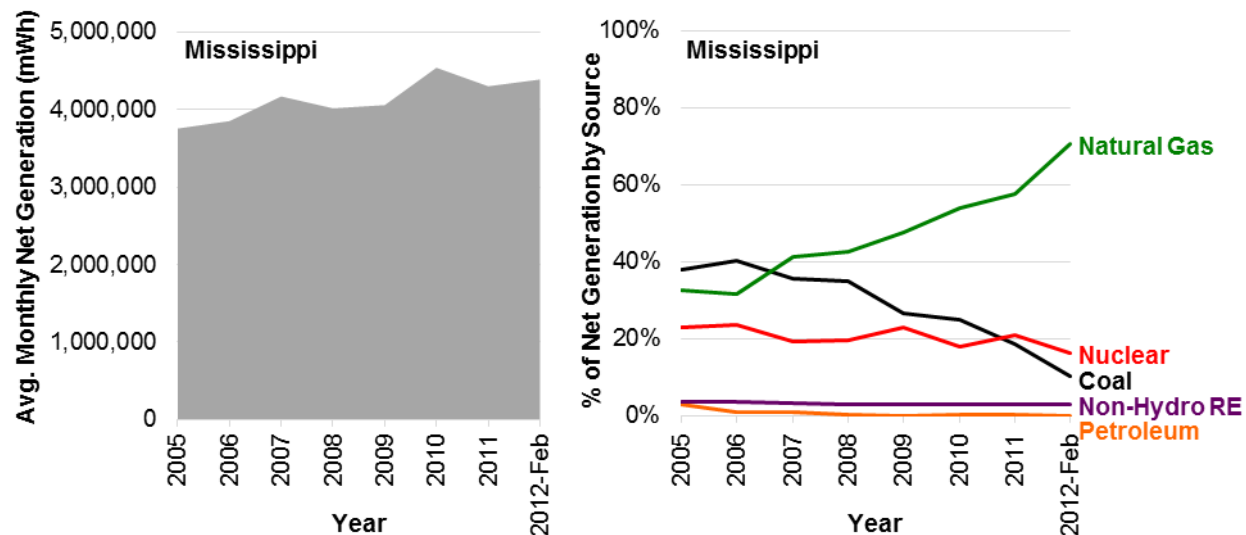 Avg. Monthly Net Generation (mWh)
5,000,000
4,000,000
3,000,000
2,000,000
1,000,000
0
Mississippi
2005
2006
2007
2008
2009
2010
2011
2012-Feb
Year
% of Net Generation by Source
100%
80%
60%
40%
20%
0%
Mississippi
Natural Gas
Nuclear
Coal
Non-Hydro RE
Petroleum
2005
2006
2007
2008
2009
2010
2011
2012-Feb
Year